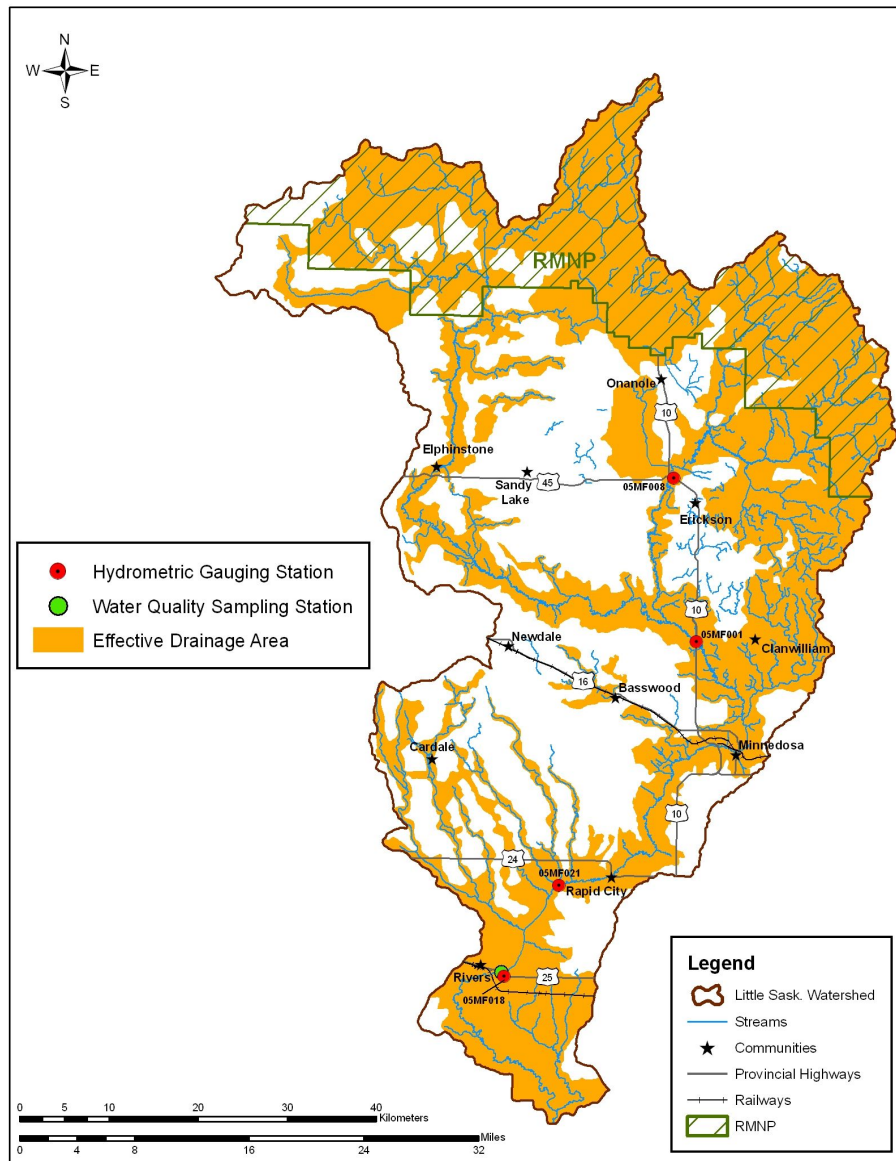 N
W E
S
RMNP
Onanole
10
Elphinstone
Sandy
Lake
45
05MF008
Erickson
Hydrometric Gauging Station
Water Quality Sampling Station
Effective Drainage Area
10
05MF001
Newdale
Clanwilliam
16
Basswood
Cardale
Minnedosa
10
24
05MF021
Rapid City
Rivers
25
05MF018
Legend
Little Sask. Watershed
Streams
Communities
Provincial Highways
Railways
RMNP
0 5 10 20 30 40
Kilometers
Miles
0 4 8 16 24 32